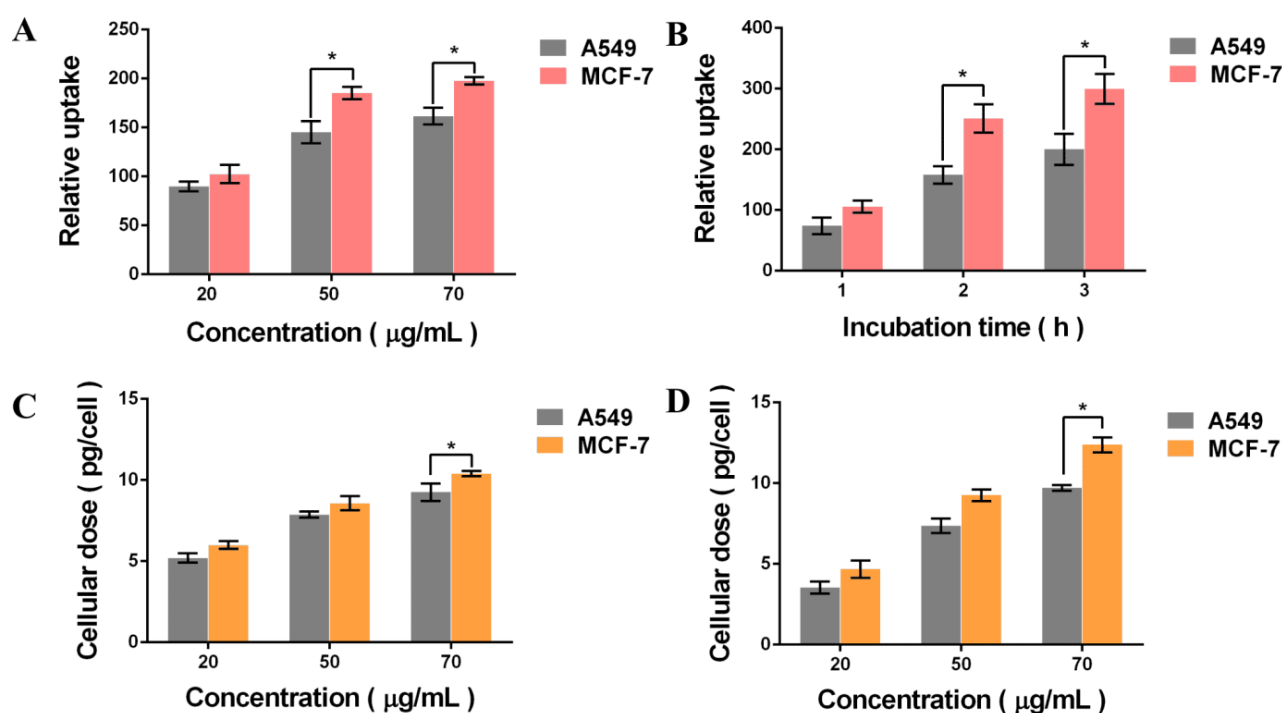 A
Relative uptake
250
200
150
100
50
0
*
*
A549
MCF-7
20
50
70
Concentration ( μg/mL )
B
Relative uptake
400
300
200
100
0
*
*
A549
MCF-7
1
2
3
Incubation time ( h )
C
Cellular dose ( pg/cell )
15
10
5
0
*
A549
MCF-7
20
50
70
Concentration ( μg/mL )
D
Cellular dose ( pg/cell )
15
10
5
0
*
A549
MCF-7
20
50
70
Concentration ( μg/mL )